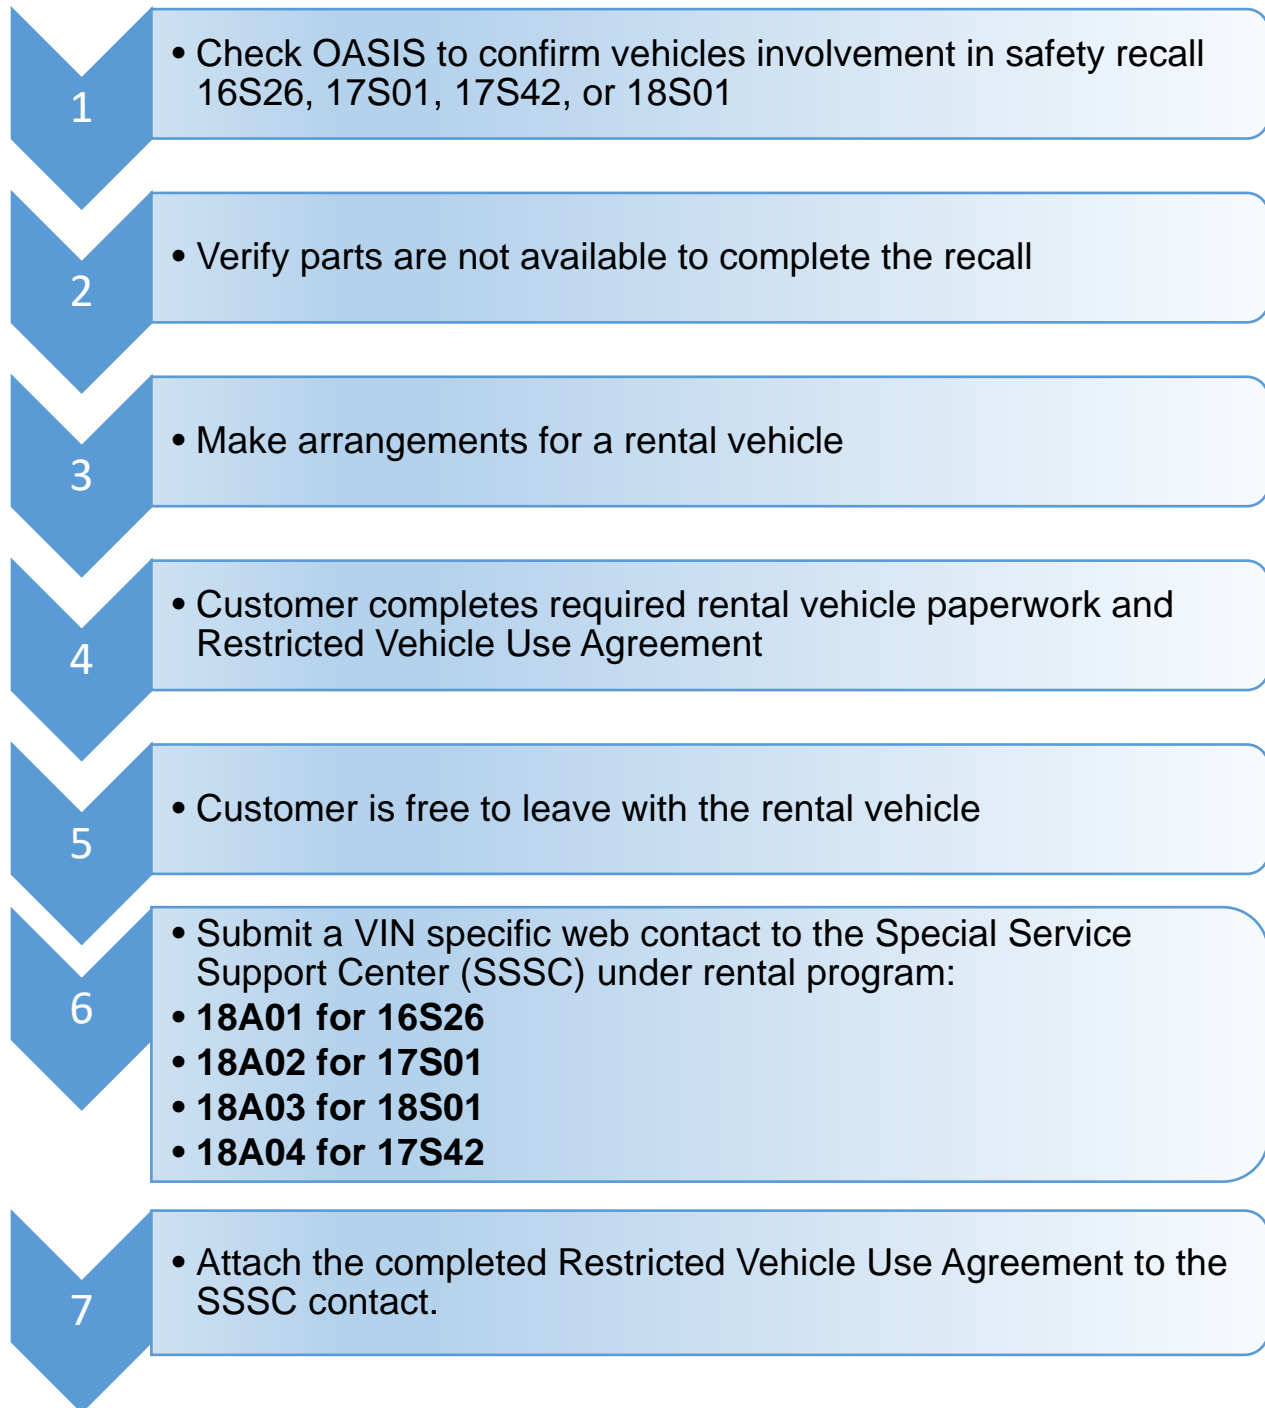 1
• Check OASIS to confirm vehicles involvement in safety recall
16S26, 17S01, 17S42, or 18S01
2
• Verify parts are not available to complete the recall
3
• Make arrangements for a rental vehicle
4
• Customer completes required rental vehicle paperwork and
Restricted Vehicle Use Agreement
5
• Customer is free to leave with the rental vehicle
6
• Submit a VIN specific web contact to the Special Service
Support Center (SSSC) under rental program:
• 18A01 for 16S26
• 18A02 for 17S01
• 18A03 for 18S01
• 18A04 for 17S42
7
• Attach the completed Restricted Vehicle Use Agreement to the
SSSC contact.